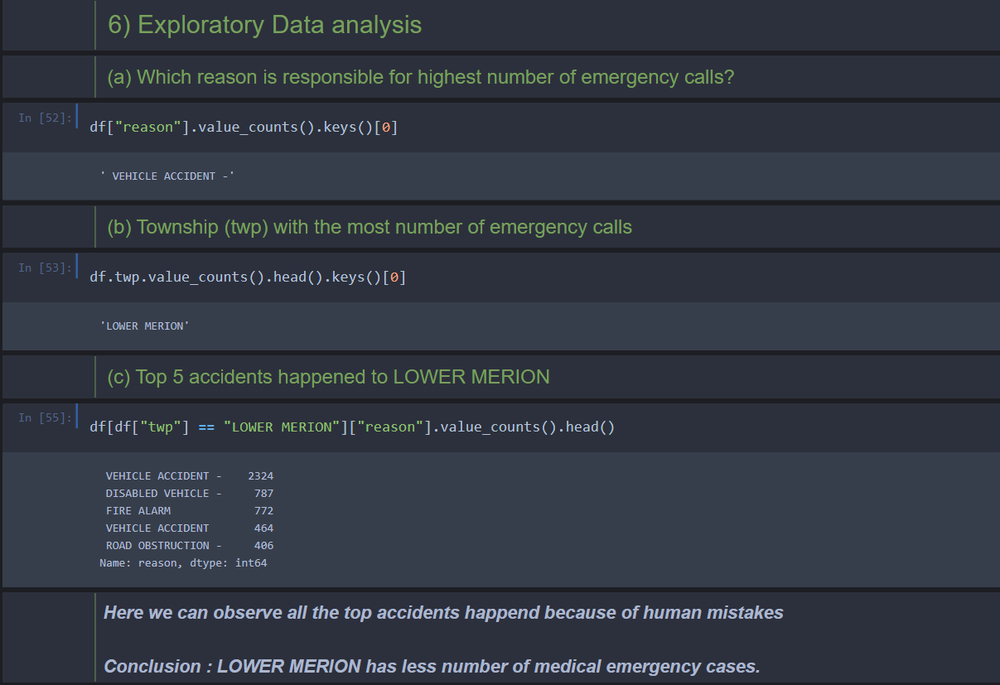 6) Exploratory Data analysis
(a) Which reason is responsible for highest number of emergency calls?
In [52]:
df["reason"].value_counts().keys()[0]
' VEHICLE ACCIDENT -'
(b) Township (twp) with the most number of emergency calls
In [53]:
df.twp.value_counts().head().keys()[0]
'LOWER MERION'
(c) Top 5 accidents happened to LOWER MERION
In [55]:
df[df["twp"] == "LOWER MERION"]["reason"].value_counts().head()
VEHICLE ACCIDENT -    2324
DISABLED VEHICLE -     787
FIRE ALARM             772
VEHICLE ACCIDENT       464
ROAD OBSTRUCTION -     406
Name: reason, dtype: int64
Here we can observe all the top accidents happend because of human mistakes
Conclusion : LOWER MERION has less number of medical emergency cases.